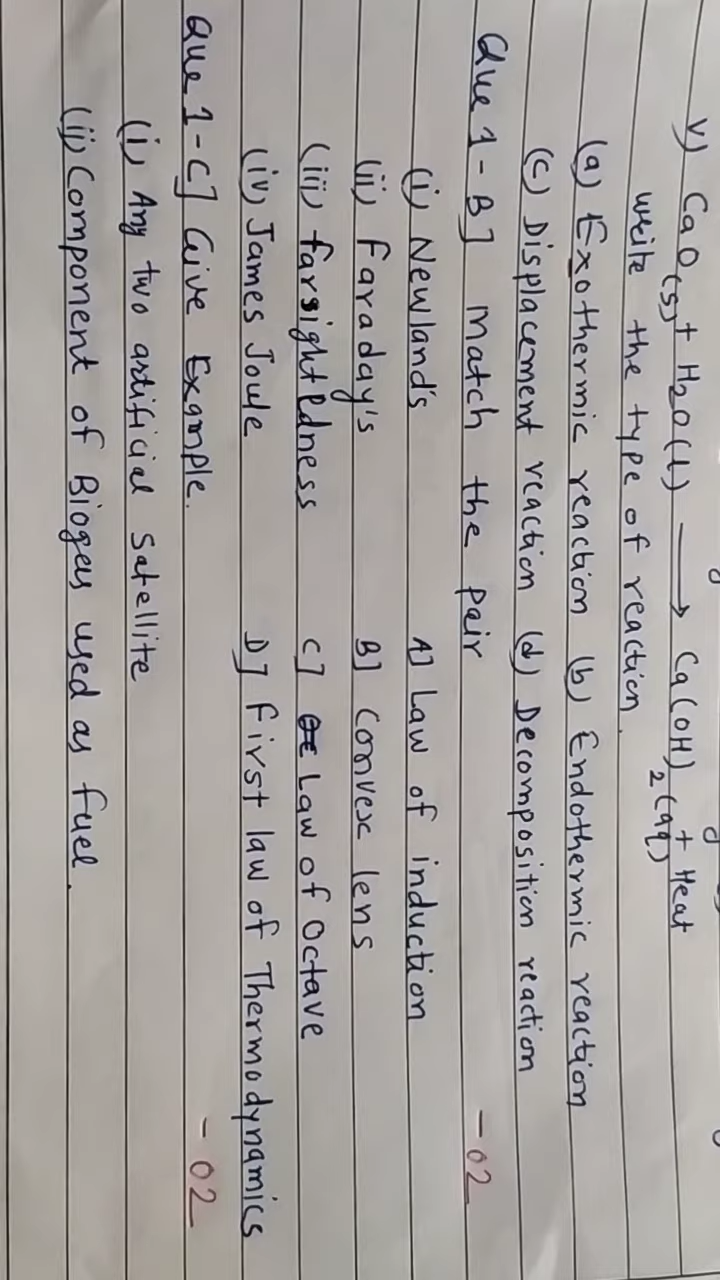 v) CaO(s) + H2O(l) ⟶ Ca(OH)2(aq) + Heat
write the type of reaction.
(a) Exothermic reaction (b) Endothermic reaction
(c) Displacement reaction (d) Decomposition reaction
Que 1 - B] Match the pair - 02
(i) Newland's A] Law of induction
(ii) Faraday's B] Convex lens
(iii) farsightedness C] Law of Octave
(iv) James Joule D] First law of Thermodynamics
Que 1 - C] Give Example. - 02
(i) Any two artificial satellite
(ii) Component of Biogas used as fuel.